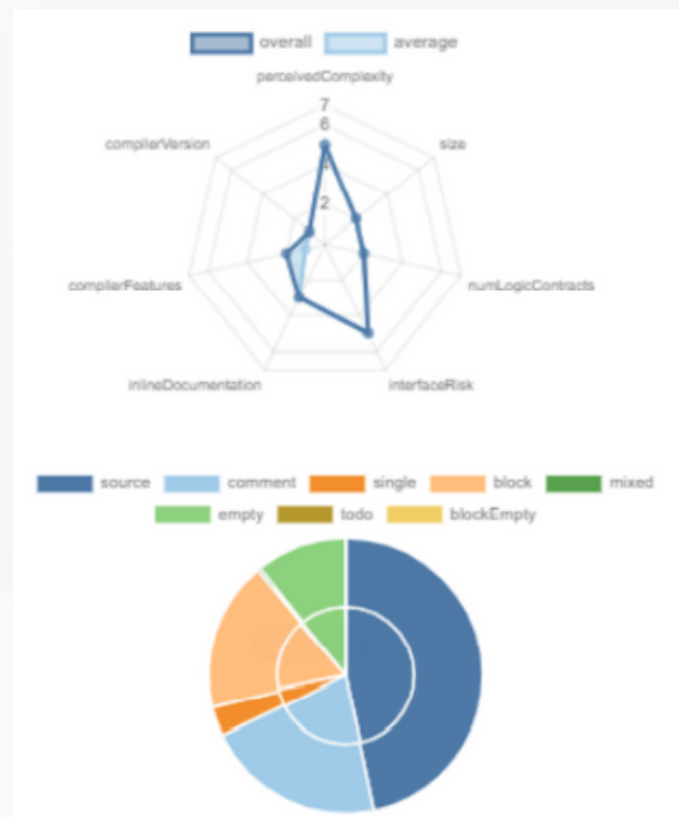 overall average
perceivedComplexity
7
6
compilerVersion size
4
2
compilerFeatures numLogicContracts
inlineDocumentation interfaceRisk
source comment single block mixed
empty todo blockEmpty